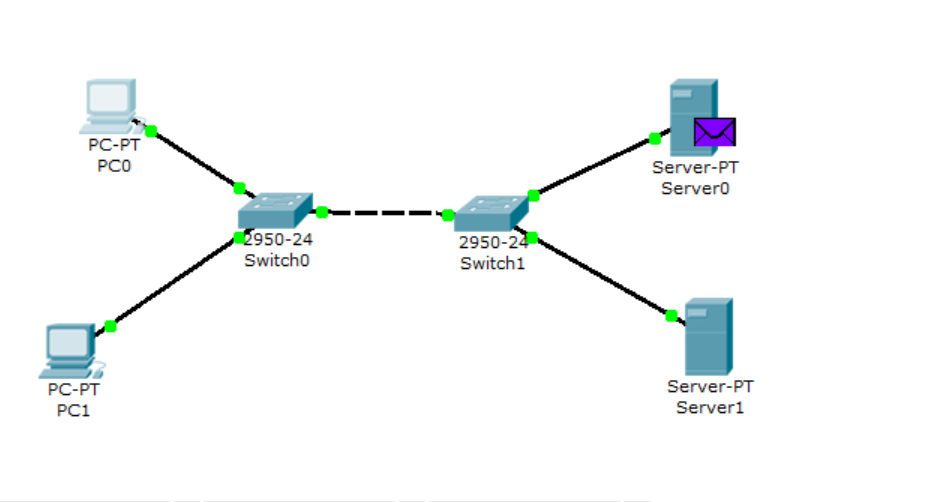 PC-PT
PC0
Server-PT
Server0
2950-24
Switch0
2950-24
Switch1
PC-PT
PC1
Server-PT
Server1